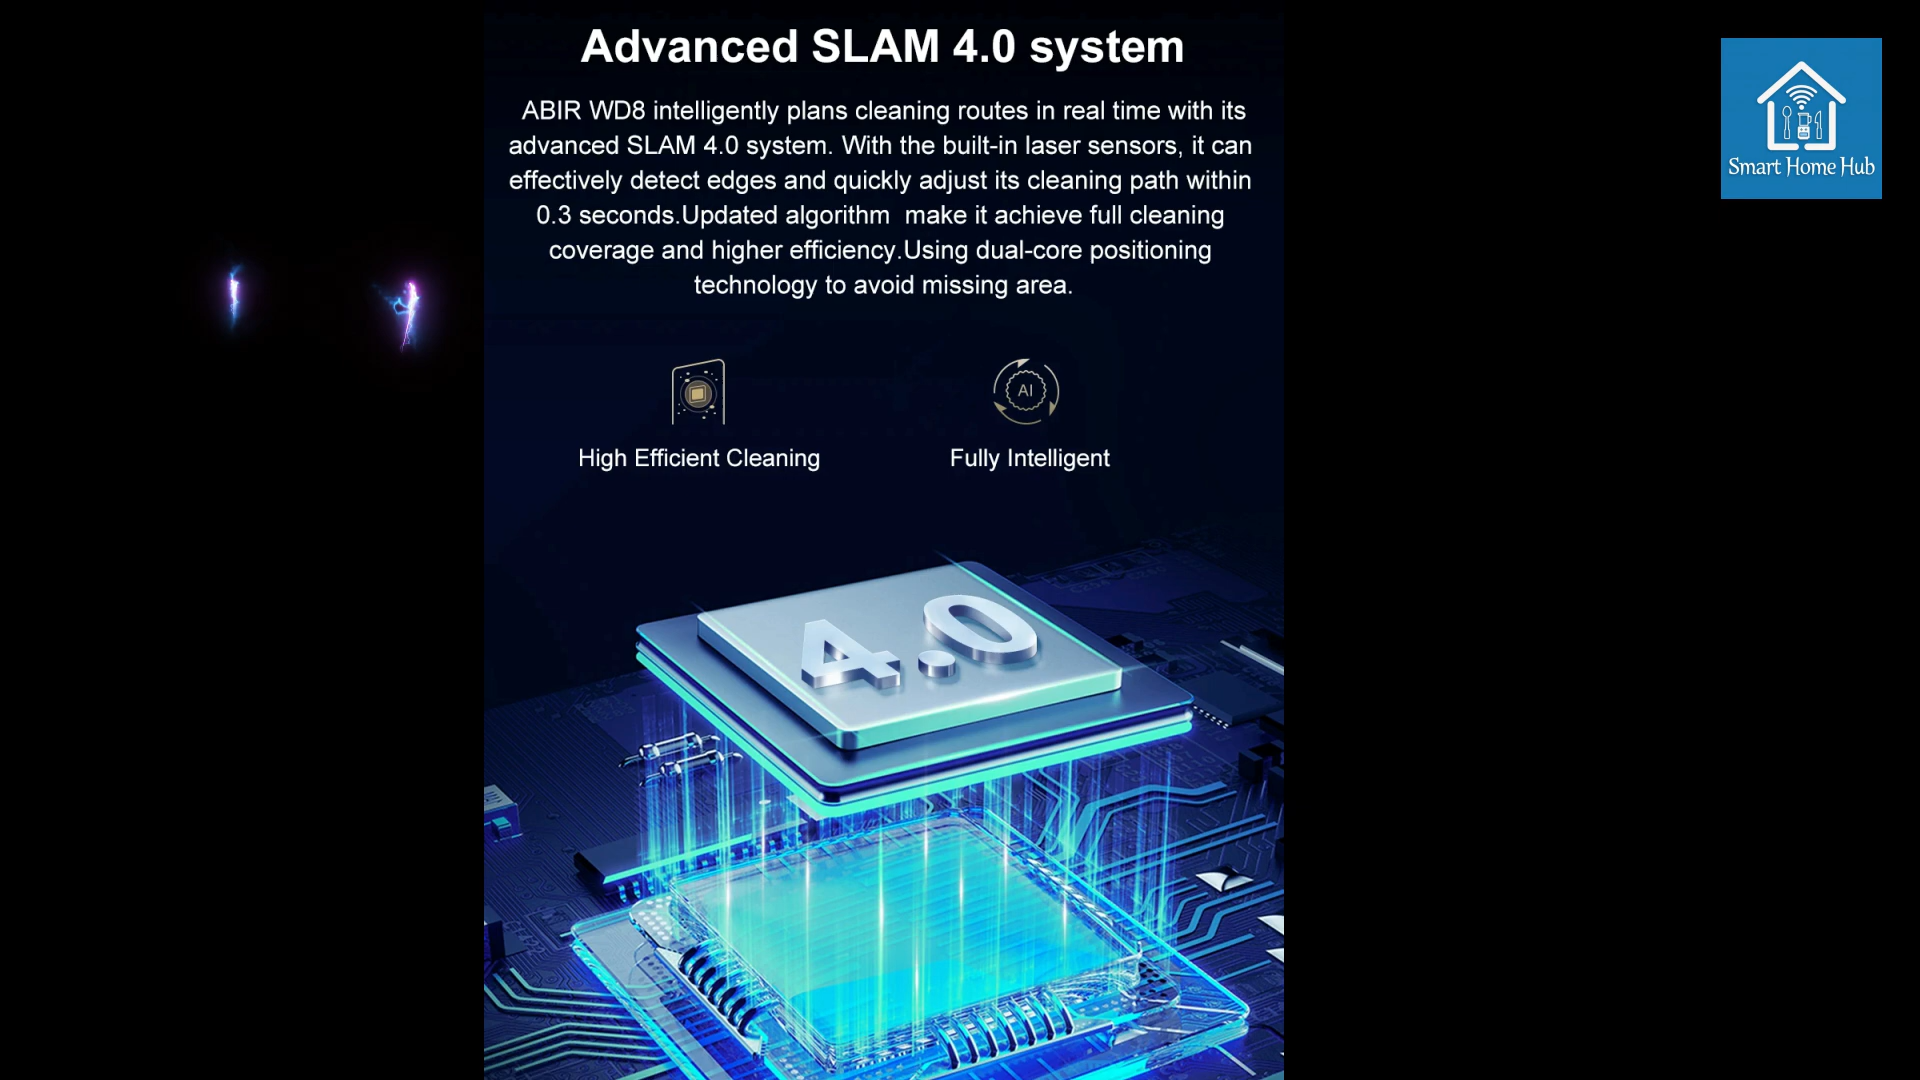 Advanced SLAM 4.0 system
ABIR WD8 intelligently plans cleaning routes in real time with its
advanced SLAM 4.0 system. With the built-in laser sensors, it can
effectively detect edges and quickly adjust its cleaning path within
0.3 seconds.Updated algorithm  make it achieve full cleaning
coverage and higher efficiency.Using dual-core positioning
technology to avoid missing area.
AI
High Efficient Cleaning
Fully Intelligent
4.0
Smart Home Hub